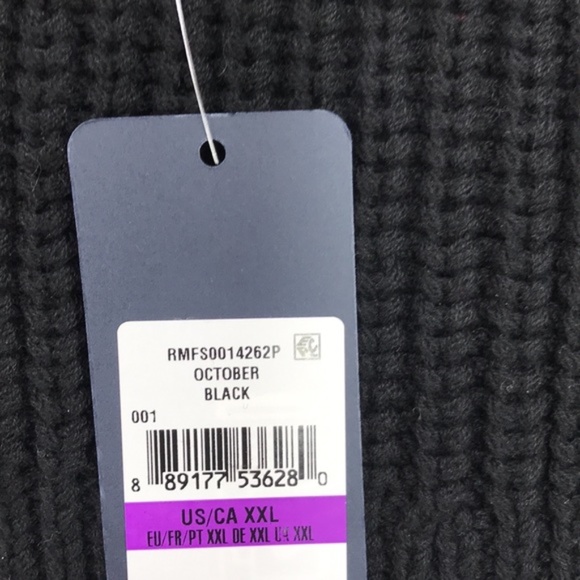 RMFS0014262P
OCTOBER
BLACK
001
8 89177 53628 0
US/CA XXL
EU/FR/PT XXL DE XXL UK XXL